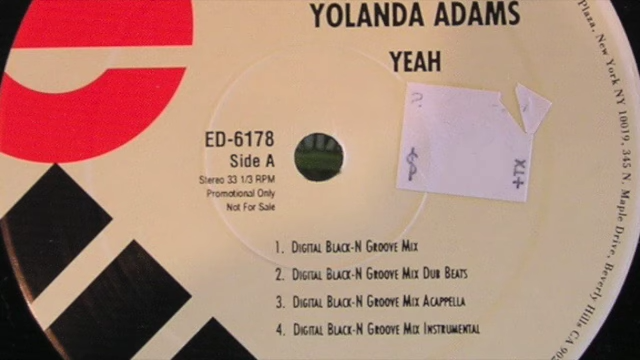 YOLANDA ADAMS
YEAH
ED-6178
Side A
Stereo 33 1/3 RPM
Promotional Only
Not For Sale
1. DIGITAL BLACK-N GROOVE MIX
2. DIGITAL BLACK-N GROOVE MIX DUB BEATS
3. DIGITAL BLACK-N GROOVE MIX ACAPPELLA
4. DIGITAL BLACK-N GROOVE MIX INSTRUMENTAL
Plaza, New York NY 10019, 345 N. Maple Drive, Beverly Hills CA